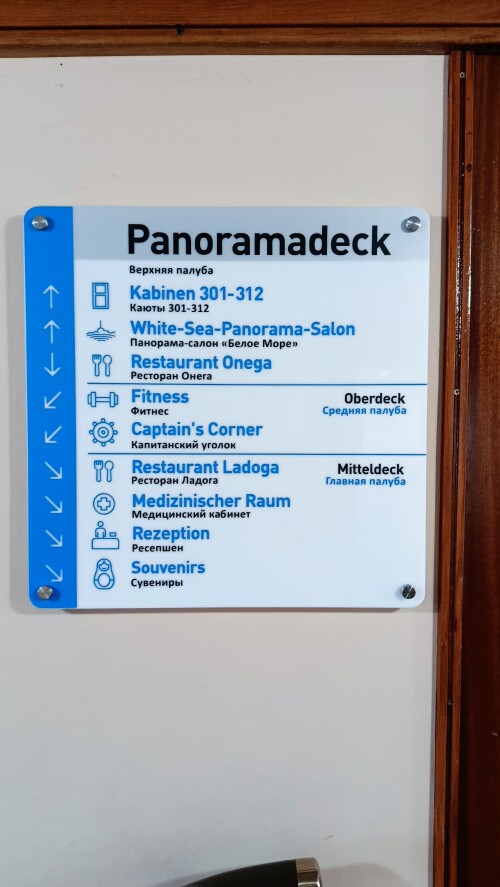 Panoramadeck
Верхняя палуба
Kabinen 301-312
Каюты 301-312
White-Sea-Panorama-Salon
Панорама-салон «Белое Море»
Restaurant Onega
Ресторан Онега
Fitness Oberdeck
Фитнес Средняя палуба
Captain's Corner
Капитанский уголок
Restaurant Ladoga Mitteldeck
Ресторан Ладога Главная палуба
Medizinischer Raum
Медицинский кабинет
Rezeption
Ресепшен
Souvenirs
Сувениры